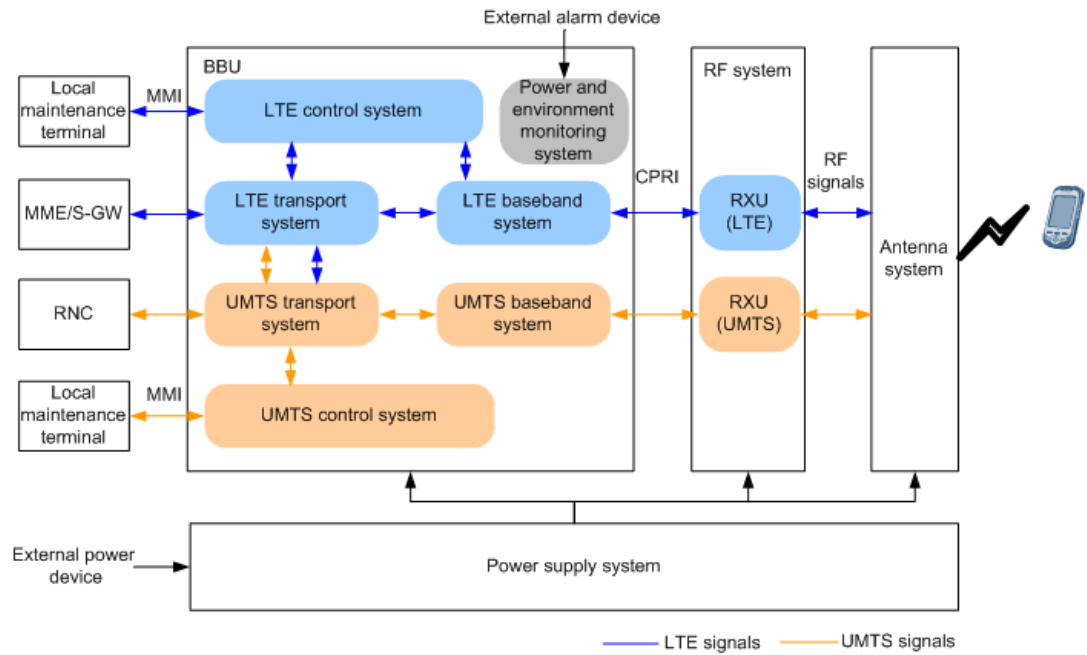 External alarm device
BBU
RF system
Local
maintenance
terminal
MMI
LTE control system
Power and
environment
monitoring
system
CPRI
RF
signals
MME/S-GW
LTE transport
system
LTE baseband
system
RXU
(LTE)
Antenna
system
RNC
UMTS transport
system
UMTS baseband
system
RXU
(UMTS)
Local
maintenance
terminal
MMI
UMTS control system
External power
device
Power supply system
LTE signals
UMTS signals